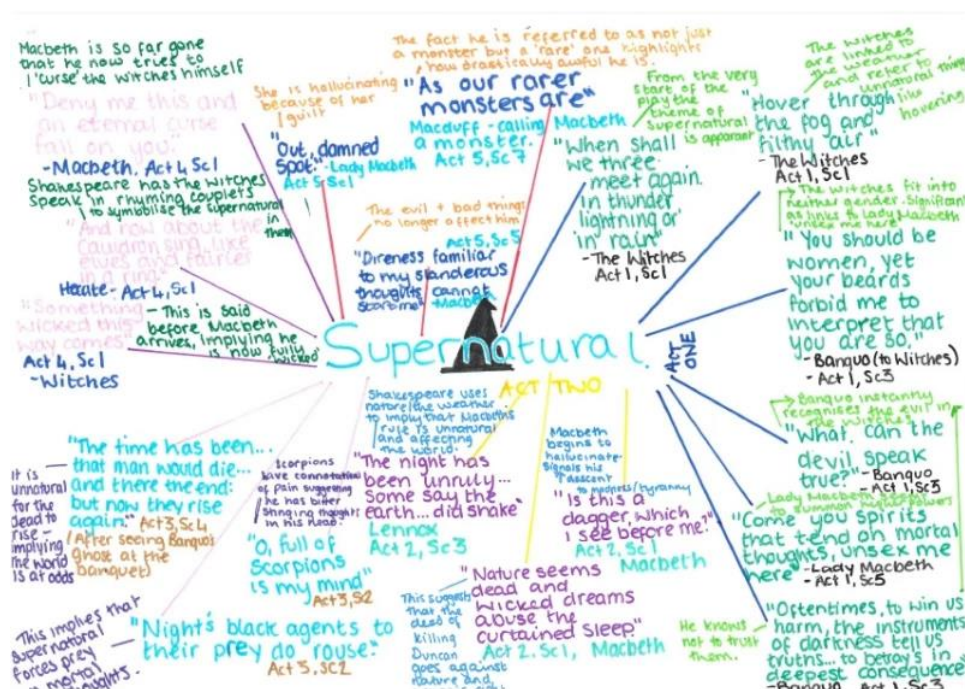 Macbeth is so far gone
that he now tries to
'curse' the witches himself
"Deny me this and
an eternal curse
fall on you."
- Macbeth. Act 4, Sc1
Shakespeare has the witches
speak in rhyming couplets
to symbolise the supernatural
in them
"And now about the
cauldron sing, like
elves and fairies
in a ring"
Hecate - Act 4, Sc1
"Something
wicked this
way comes"
Act 4, Sc1
- Witches
- This is said
before, Macbeth
arrives, implying he
is now fully
wicked
She is hallucinating
because of her
guilt
"Out, damned
spot." - Lady Macbeth
Act 5 Sc1
The fact he is referred to as not just
a monster but a 'rare' one highlights
how drastically awful he is.
"As our rarer
monsters are"
Macduff - calling Macbeth
a monster.
Act 5, Sc7
The evil + bad things
no longer affect him
Act 5, Sc5
"Direness familiar
to my slanderous
thoughts cannot
startme" - Macbeth
From the very
start of the
play the
theme of
supernatural
is apparant
"When shall
we three
meet again
in thunder
lightning or
in rain"
- The Witches
Act 1, Sc1
The witches
are linked to
the weather
and refer to
unnatural things
like
hovering
"Hover through
the fog and
filthy air"
- The Witches
Act 1, Sc1
The witches fit into
neither gender. Significant
as links to Lady Macbeth
'unsex me here'
"You should be
women, yet
your beards
forbid me to
interpret that
you are so."
- Banquo (to Witches)
- Act 1, Sc3
Supernatural
ACT
ONE
ACT TWO
Banquo instantly
recognises the evil in
the witches
"What, can the
devil speak
true?" - Banquo
- Act 1, Sc3
Lady Macbeth
to summon
"Come you spirits
that tend on mortal
thoughts, unsex me
here" - Lady Macbeth
- Act 1, Sc5
He knows
not to trust
them.
"Oftentimes, to win us
harm, the instruments
of darkness tell us
truths... to betray's in
deepest consequence"
- Banquo Act 1, Sc3
Shakespeare uses
nature/the weather
to imply that Macbeths
rule is unnatural
and affecting
the world.
"The night has
been unruly...
Some say the
earth... did shake"
Lennox
Act 2, Sc3
Macbeth
begins to
hallucinate -
signals his
descent
to madness/tyranny
"Is this a
dagger, which
I see before me?"
Act 2, Sc1
Macbeth
"Nature seems
dead and
wicked dreams
abuse the
curtained sleep."
Act 2. Sc1, Macbeth
This suggests
that the
deed of
killing
Duncan
goes against
nature and
It is
unnatural
for the
dead to
rise -
implying
the world
is at odds
"The time has been...
that man would die...
and there the end:
but now they rise
again." Act 3, Sc4
(After seeing Banquo's
ghost at the
banquet)
Scorpions
have connotations
of pain suggesting
he has bitter
stinging thoughts
in his head?
"O, full of
scorpions
is my mind"
Act 3, S2
This implies that
supernatural
forces prey
mortal
thoughts.
"Night's black agents to
their prey do rouse."
Act 3, SC2